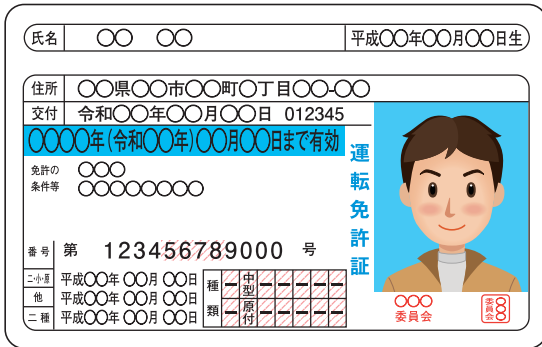 氏名 〇〇 〇〇 平成〇〇年〇〇月〇〇日生
住所 〇〇県〇〇市〇〇町〇丁目〇〇-〇〇
交付 令和〇〇年〇〇月〇〇日 012345
〇〇〇〇年(令和〇〇年)〇〇月〇〇日まで有効
免許の 〇〇〇
条件等 〇〇〇〇〇〇〇〇
運転免許証
番号 第 123456789000 号
二・小・原 平成〇〇年 〇〇月 〇〇日
他 平成〇〇年 〇〇月 〇〇日
二種 平成〇〇年 〇〇月 〇〇日
種類
中型
原付
〇〇〇
委員会
委員会